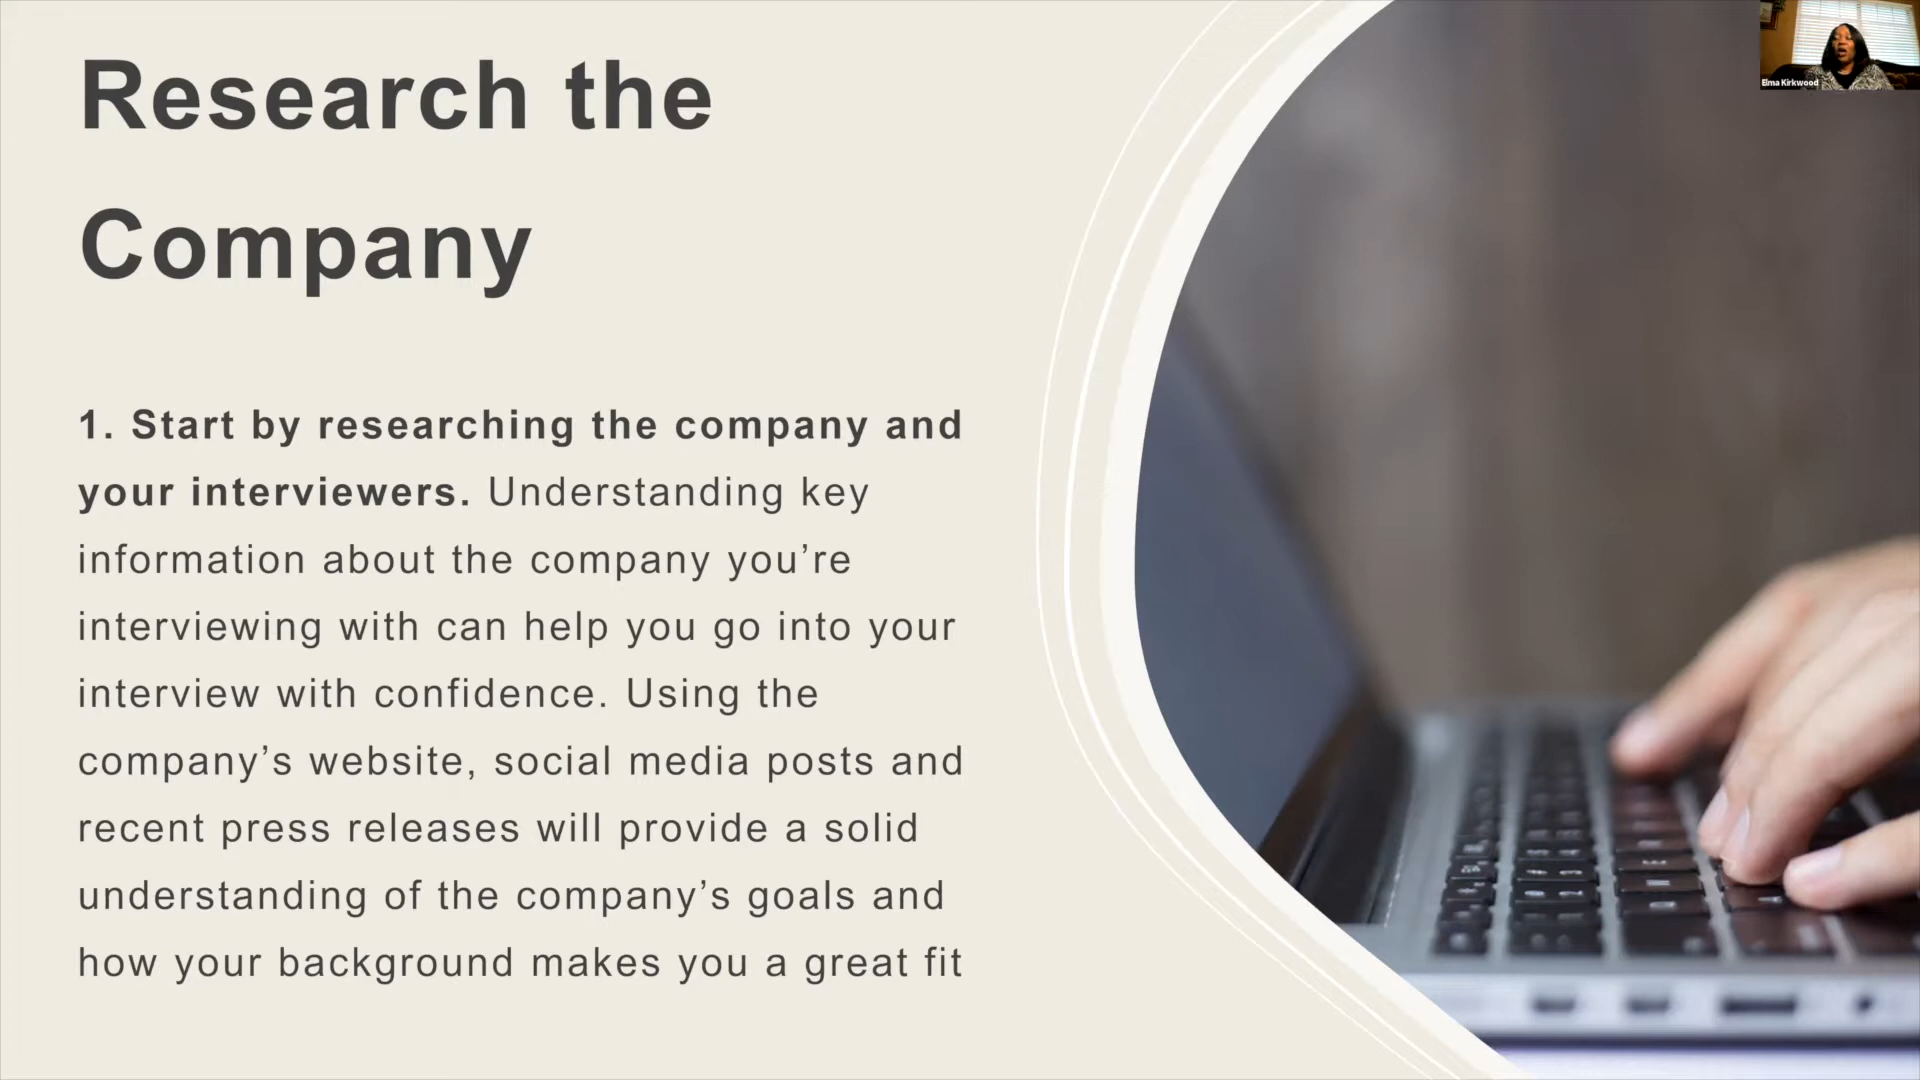 Research the
Company
1. Start by researching the company and
your interviewers. Understanding key
information about the company you’re
interviewing with can help you go into your
interview with confidence. Using the
company’s website, social media posts and
recent press releases will provide a solid
understanding of the company’s goals and
how your background makes you a great fit
Elma Kirkwood